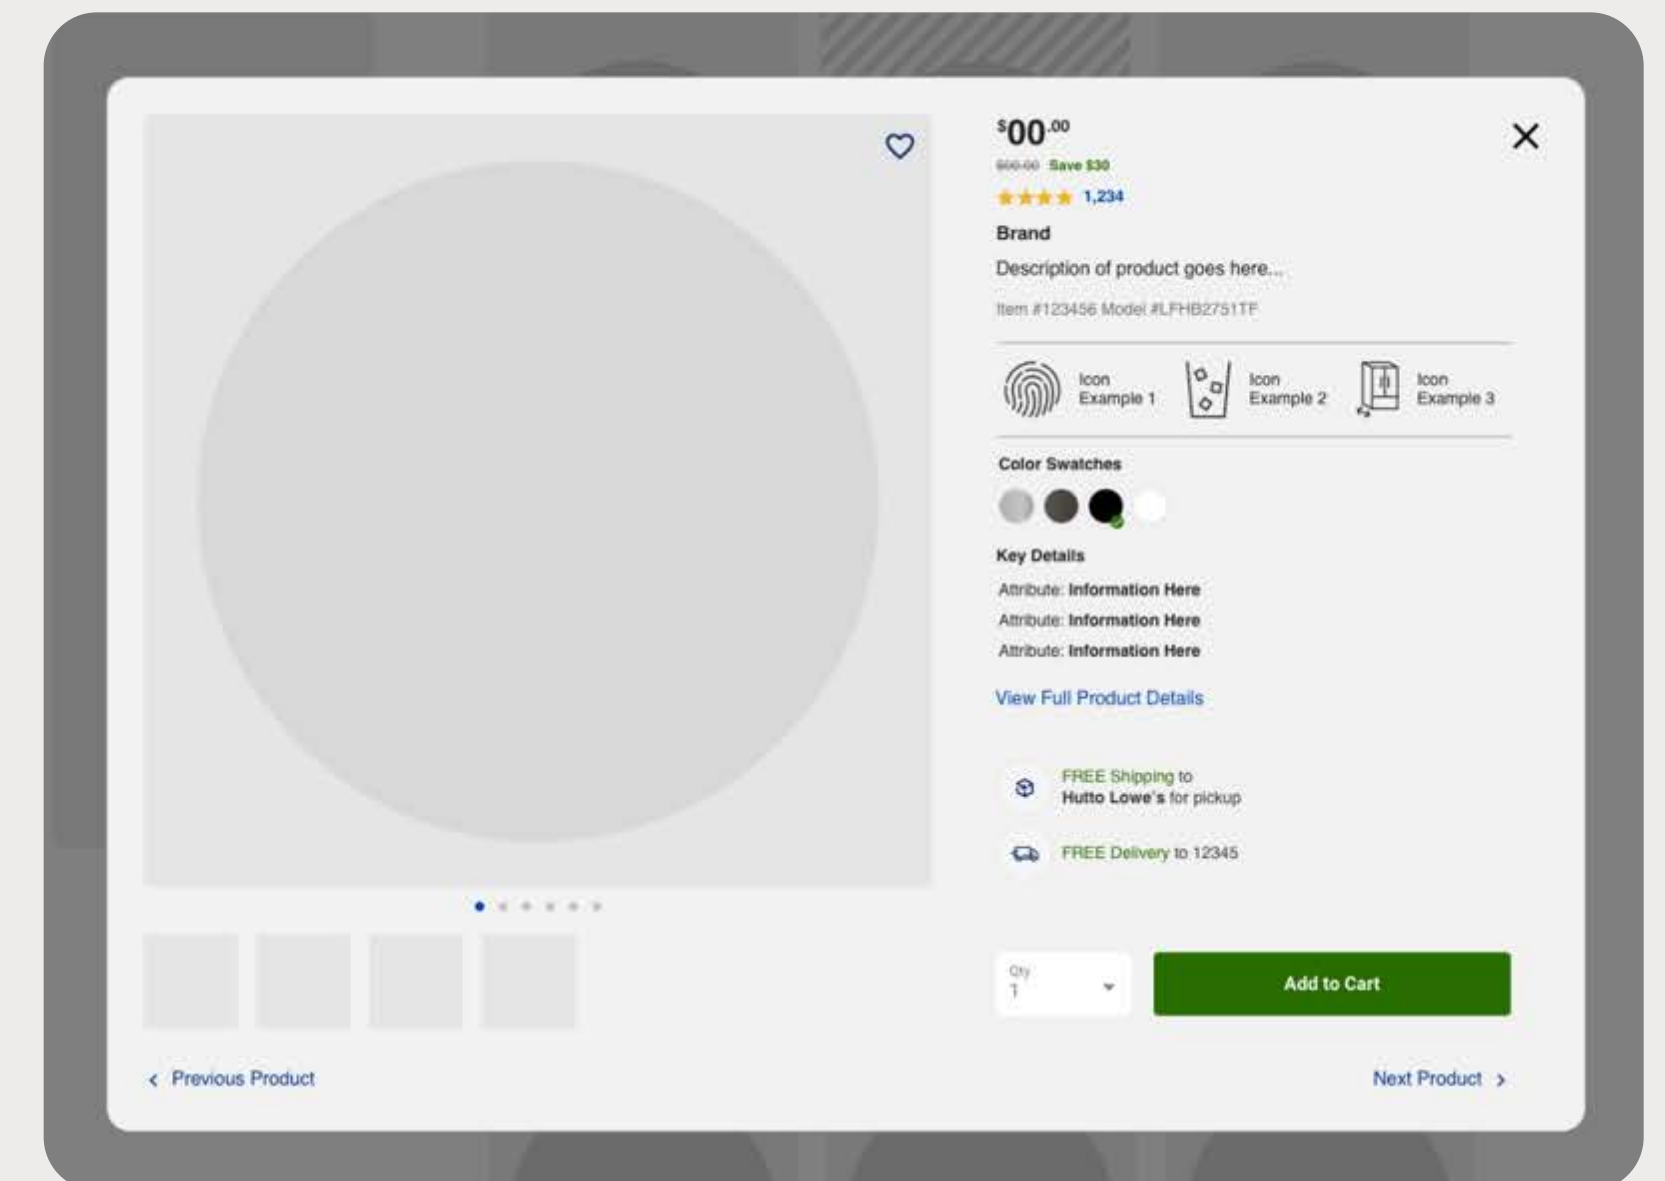 $00.00
$00.00 Save $30
1,234
Brand
Description of product goes here...
Item #123456 Model #LFHB2751TF
Icon
Example 1
Icon
Example 2
Icon
Example 3
Color Swatches
Key Details
Attribute: Information Here
Attribute: Information Here
Attribute: Information Here
View Full Product Details
FREE Shipping to
Hutto Lowe's for pickup
FREE Delivery to 12345
Qty
1
Add to Cart
Previous Product
Next Product